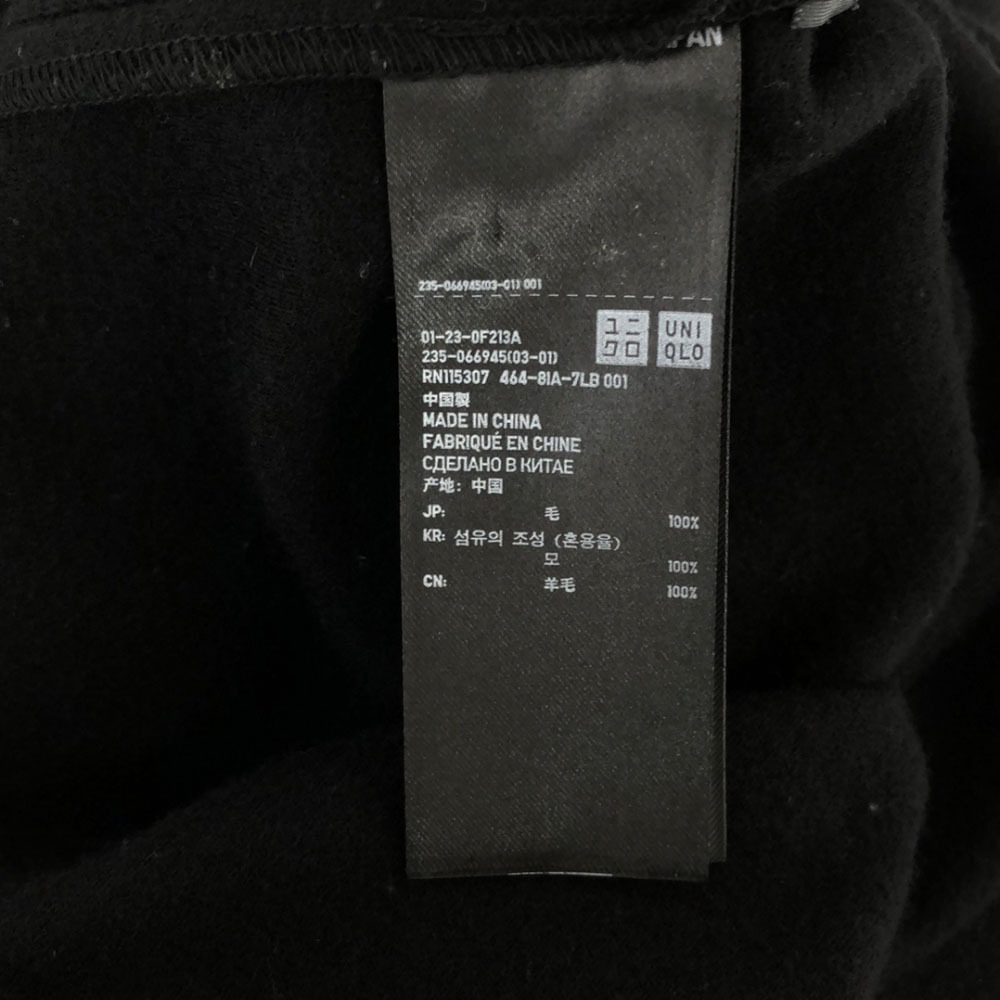 PAN
235-066945(03-01) 001
ユニ
クロ
UNI
QLO
01-23-0F213A
235-066945(03-01)
RN115307 464-81A-7LB 001
中国製
MADE IN CHINA
FABRIQUÉ EN CHINE
СДЕЛАНО В КИТАЕ
产地: 中国
JP: 毛 100%
KR: 섬유의 조성 (혼용율)
모 100%
CN: 羊毛 100%